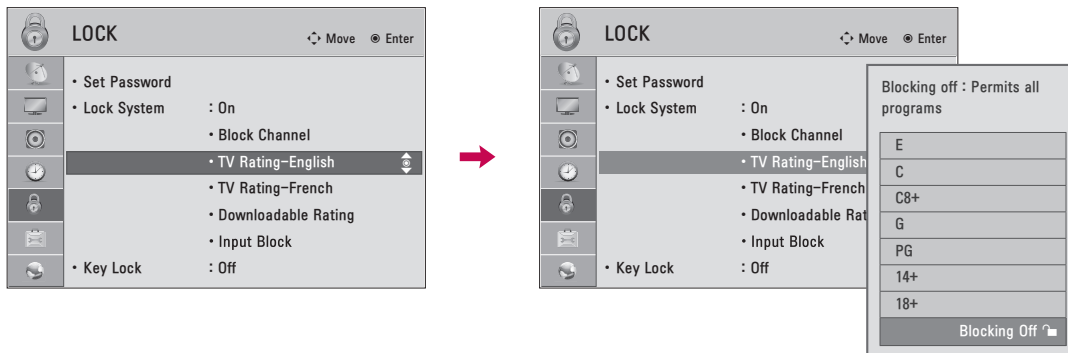 LOCK
Move Enter
• Set Password
• Lock System : On
• Block Channel
• TV Rating-English
• TV Rating-French
• Downloadable Rating
• Input Block
• Key Lock : Off
LOCK
Move Enter
• Set Password
• Lock System : On
• Block Channel
• TV Rating-English
• TV Rating-French
• Downloadable Rat
• Input Block
• Key Lock : Off
Blocking off : Permits all
programs
E
C
C8+
G
PG
14+
18+
Blocking Off